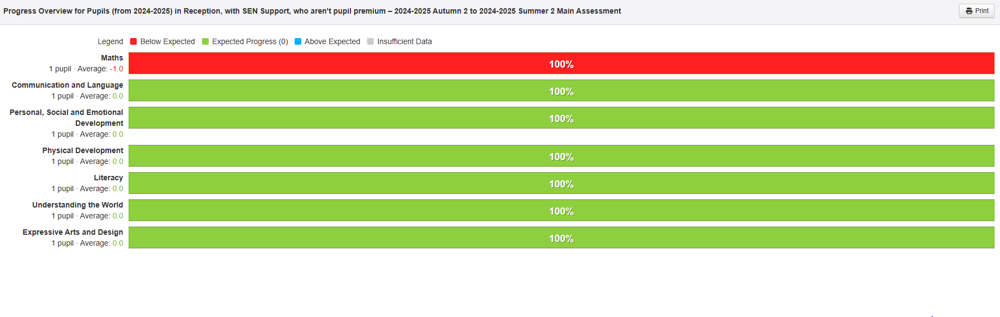 Progress Overview for Pupils (from 2024-2025) in Reception, with SEN Support, who aren't pupil premium – 2024-2025 Autumn 2 to 2024-2025 Summer 2 Main Assessment
Print
Legend Below Expected Expected Progress (0) Above Expected Insufficient Data
Maths
1 pupil · Average: -1.0
100%
Communication and Language
1 pupil · Average: 0.0
100%
Personal, Social and Emotional
Development
1 pupil · Average: 0.0
100%
Physical Development
1 pupil · Average: 0.0
100%
Literacy
1 pupil · Average: 0.0
100%
Understanding the World
1 pupil · Average: 0.0
100%
Expressive Arts and Design
1 pupil · Average: 0.0
100%